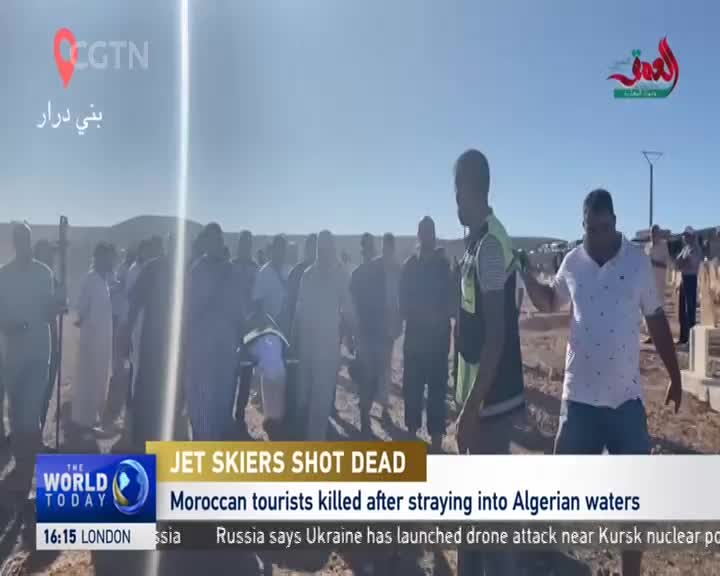 CGTN
بني درار
العمق
JET SKIERS SHOT DEAD
THE WORLD TODAY
Moroccan tourists killed after straying into Algerian waters
16:15 LONDON
ssia Russia says Ukraine has launched drone attack near Kursk nuclear po